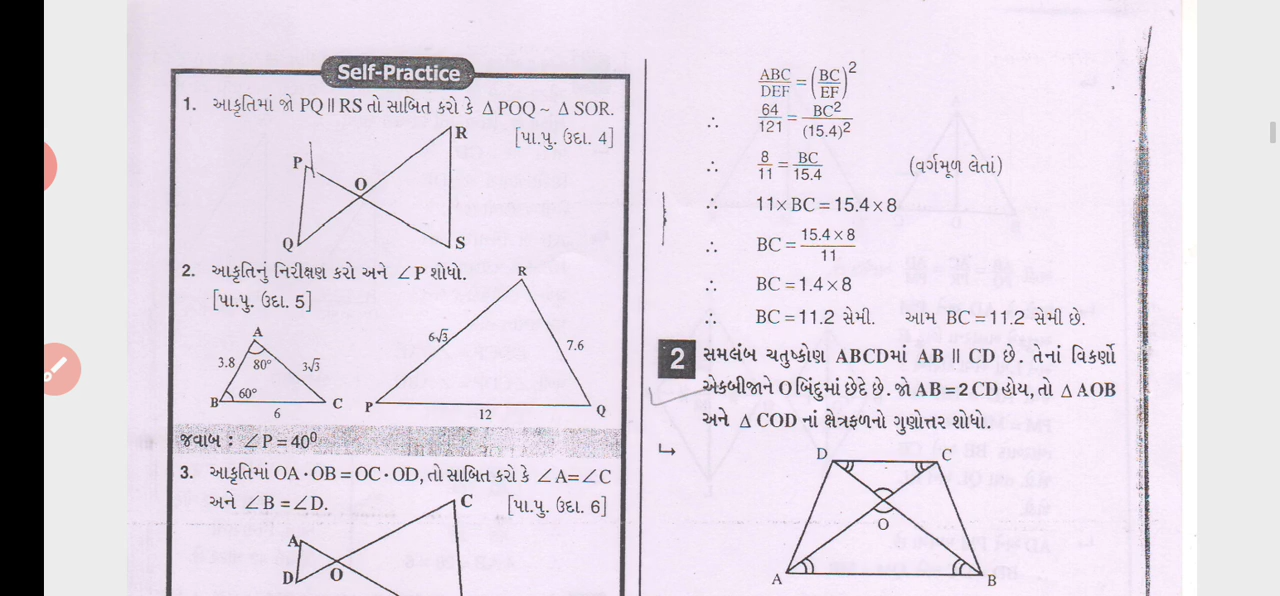 Self-Practice
1. આકૃતિમાં જો PQ || RS તો સાબિત કરો કે Δ POQ ~ Δ SOR.
[પા.પુ. ઉદા. 4]
P
R
O
Q
S
2. આકૃતિનું નિરીક્ષણ કરો અને ∠P શોધો.
[પા.પુ. ઉદા. 5]
R
A
6√3
3.8
80°
3√3
7.6
B
60°
C
P
Q
6
12
જવાબ : ∠P = 40⁰
3. આકૃતિમાં OA · OB = OC · OD, તો સાબિત કરો કે ∠A=∠C
અને ∠B = ∠D.
[પા.પુ. ઉદા. 6]
C
A
D
O
ABC/DEF = (BC/EF)²
∴ 64/121 = BC²/(15.4)²
∴ 8/11 = BC/15.4 (વર્ગમૂળ લેતાં)
∴ 11 × BC = 15.4 × 8
∴ BC = 15.4 × 8/11
∴ BC = 1.4 × 8
∴ BC = 11.2 સેમી. આમ BC = 11.2 સેમી છે.
2 સમલંબ ચતુષ્કોણ ABCDમાં AB || CD છે. તેનાં વિકર્ણો
એકબીજાને O બિંદુમાં છેદે છે. જો AB = 2 CD હોય, તો Δ AOB
અને Δ COD નાં ક્ષેત્રફળનો ગુણોત્તર શોધો.
D
C
O
A
B